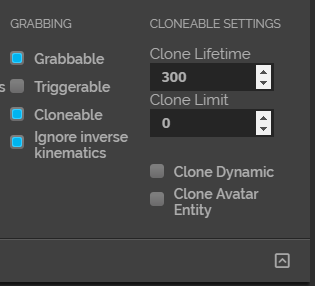 GRABBING
Grabbable
s
Triggerable
Cloneable
Ignore inverse
kinematics
CLONEABLE SETTINGS
Clone Lifetime
300
Clone Limit
0
Clone Dynamic
Clone Avatar
Entity